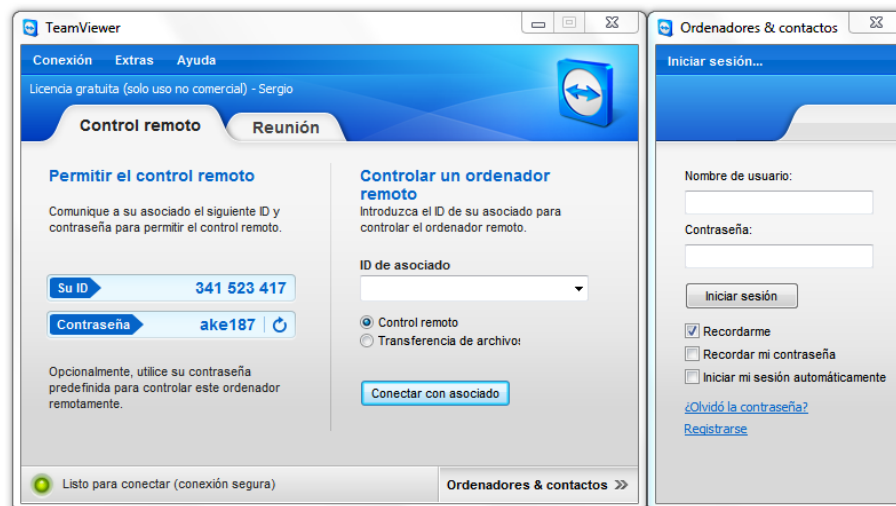 TeamViewer
Conexión Extras Ayuda
Licencia gratuita (solo uso no comercial) - Sergio
Control remoto Reunión
Permitir el control remoto
Comunique a su asociado el siguiente ID y
contraseña para permitir el control remoto.
Su ID 341 523 417
Contraseña ake187
Opcionalmente, utilice su contraseña
predefinida para controlar este ordenador
remotamente.
Controlar un ordenador
remoto
Introduzca el ID de su asociado para
controlar el ordenador remoto.
ID de asociado
Control remoto
Transferencia de archivos
Conectar con asociado
Listo para conectar (conexión segura)
Ordenadores & contactos
Ordenadores & contactos
Iniciar sesión...
Nombre de usuario:
Contraseña:
Iniciar sesión
Recordarme
Recordar mi contraseña
Iniciar mi sesión automáticamente
¿Olvidó la contraseña?
Registrarse